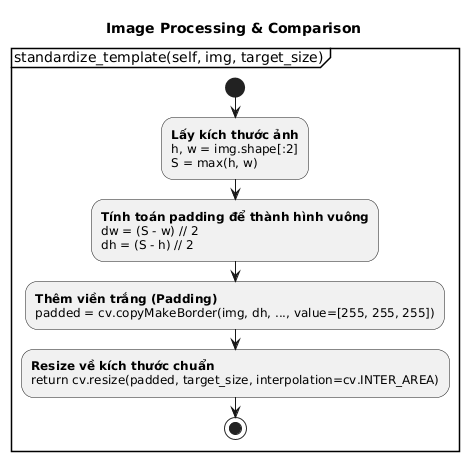 Image Processing & Comparison
standardize_template(self, img, target_size)
Lấy kích thước ảnh
h, w = img.shape[:2]
S = max(h, w)
Tính toán padding để thành hình vuông
dw = (S - w) // 2
dh = (S - h) // 2
Thêm viền trắng (Padding)
padded = cv.copyMakeBorder(img, dh, ..., value=[255, 255, 255])
Resize về kích thước chuẩn
return cv.resize(padded, target_size, interpolation=cv.INTER_AREA)